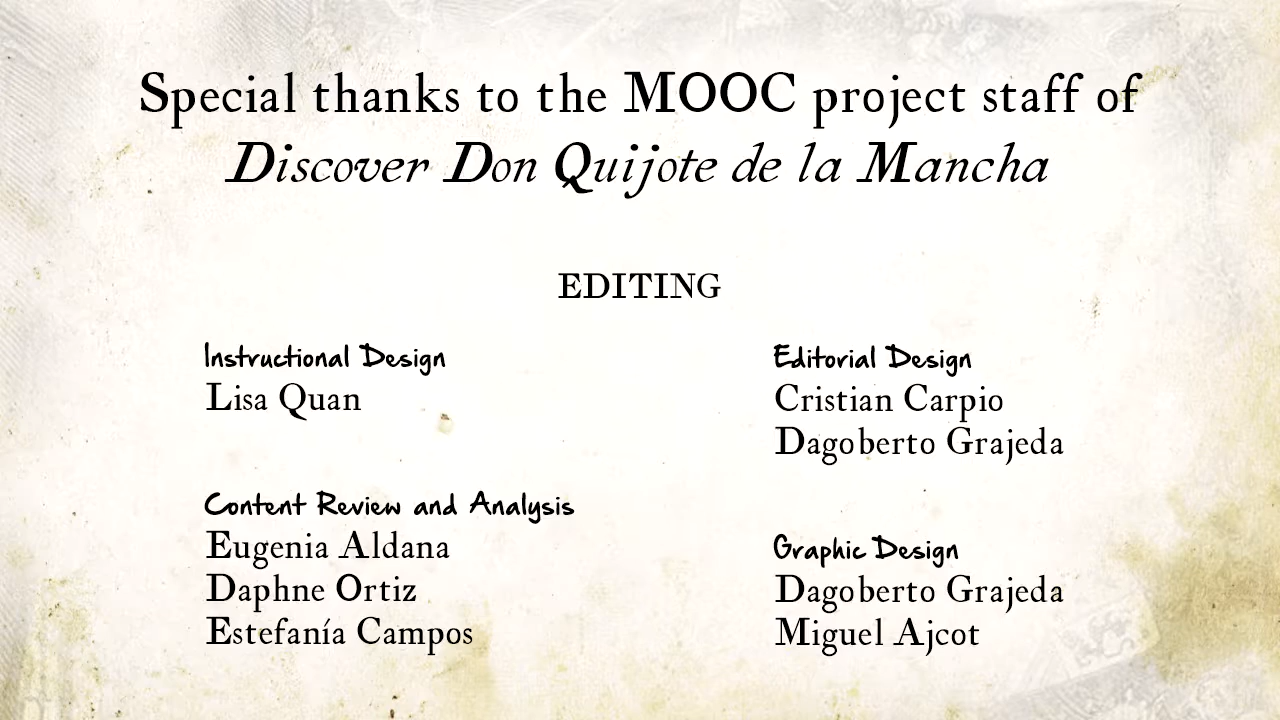 Special thanks to the MOOC project staff of
Discover Don Quijote de la Mancha
EDITING
Instructional Design
Lisa Quan
Content Review and Analysis
Eugenia Aldana
Daphne Ortiz
Estefanía Campos
Editorial Design
Cristian Carpio
Dagoberto Grajeda
Graphic Design
Dagoberto Grajeda
Miguel Ajcot